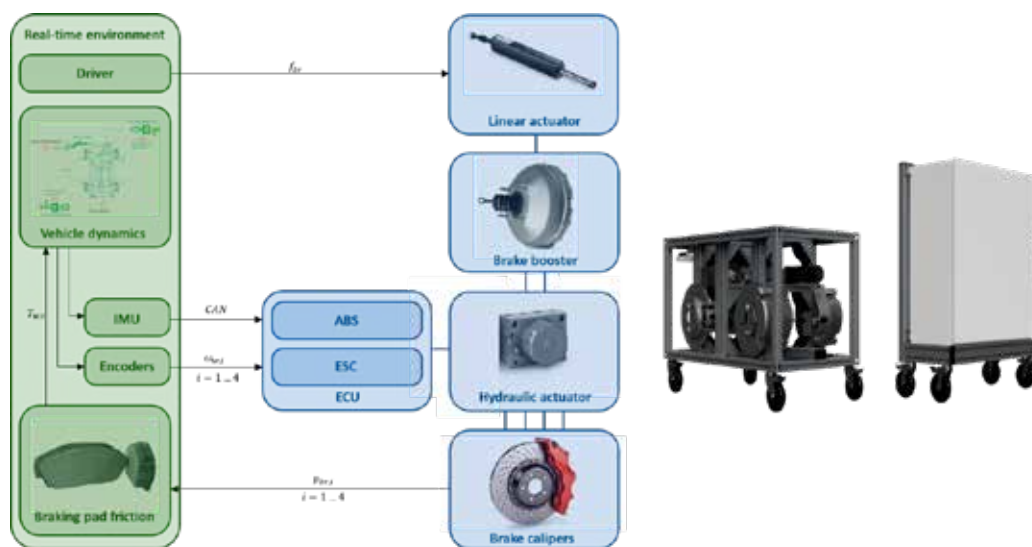 Real-time environment
Driver
Vehicle dynamics
IMU
Encoders
Braking pad friction
CAN
i = 1 … 4
ABS
ESC
ECU
Linear actuator
Brake booster
Hydraulic actuator
i = 1 … 4
Brake calipers